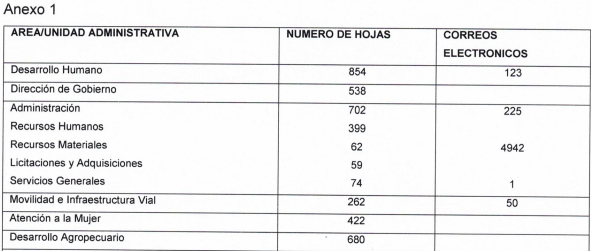 Anexo 1
AREA/UNIDAD ADMINISTRATIVA NUMERO DE HOJAS CORREOS
ELECTRONICOS
Desarrollo Humano 854 123
Dirección de Gobierno 538
Administración 702 225
Recursos Humanos 399
Recursos Materiales 62 4942
Licitaciones y Adquisiciones 59
Servicios Generales 74 1
Movilidad e Infraestructura Vial 262 50
Atención a la Mujer 422
Desarrollo Agropecuario 680